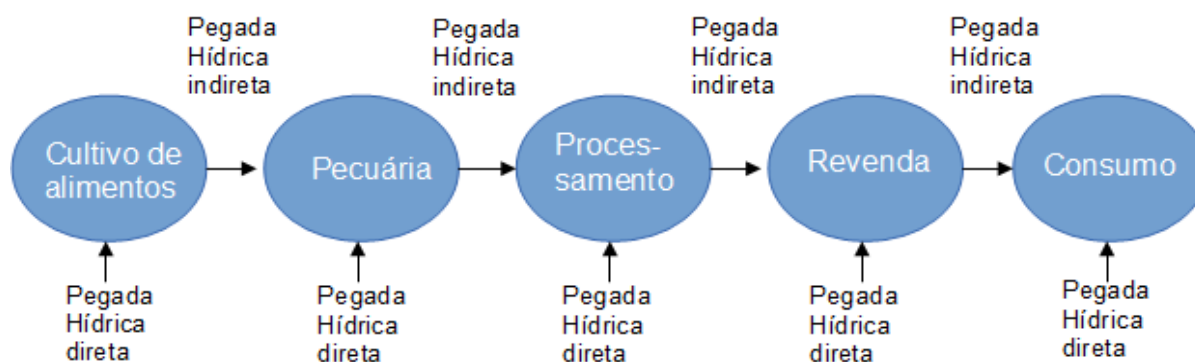 Pegada
Hídrica
indireta
Pegada
Hídrica
indireta
Pegada
Hídrica
indireta
Pegada
Hídrica
indireta
Cultivo de
alimentos
Pecuária
Proces-
samento
Revenda
Consumo
Pegada
Hídrica
direta
Pegada
Hídrica
direta
Pegada
Hídrica
direta
Pegada
Hídrica
direta
Pegada
Hídrica
direta